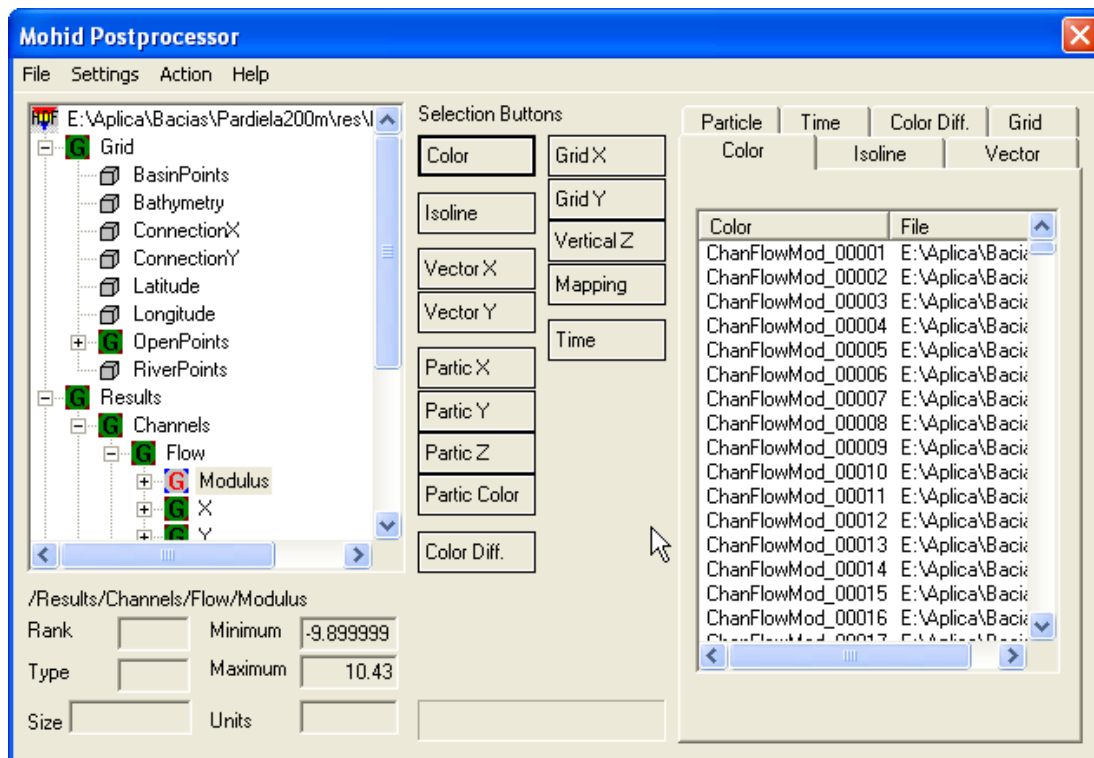 Mohid Postprocessor
File Settings Action Help
HDF E:\Aplica\Bacias\Pardiela200m\res\
G Grid
BasinPoints
Bathymetry
ConnectionX
ConnectionY
Latitude
Longitude
G OpenPoints
RiverPoints
G Results
G Channels
G Flow
G Modulus
G X
G Y
/Results/Channels/Flow/Modulus
Rank
Minimum -9.899999
Type
Maximum 10.43
Size
Units
Selection Buttons
Color
Isoline
Vector X
Vector Y
Partic X
Partic Y
Partic Z
Partic Color
Color Diff.
Grid X
Grid Y
Vertical Z
Mapping
Time
Particle Time Color Diff. Grid
Color Isoline Vector
Color File
ChanFlowMod_00001 E:\Aplica\Bacia
ChanFlowMod_00002 E:\Aplica\Bacia
ChanFlowMod_00003 E:\Aplica\Bacia
ChanFlowMod_00004 E:\Aplica\Bacia
ChanFlowMod_00005 E:\Aplica\Bacia
ChanFlowMod_00006 E:\Aplica\Bacia
ChanFlowMod_00007 E:\Aplica\Bacia
ChanFlowMod_00008 E:\Aplica\Bacia
ChanFlowMod_00009 E:\Aplica\Bacia
ChanFlowMod_00010 E:\Aplica\Bacia
ChanFlowMod_00011 E:\Aplica\Bacia
ChanFlowMod_00012 E:\Aplica\Bacia
ChanFlowMod_00013 E:\Aplica\Bacia
ChanFlowMod_00014 E:\Aplica\Bacia
ChanFlowMod_00015 E:\Aplica\Bacia
ChanFlowMod_00016 E:\Aplica\Bacia
ChanFlowMod_00017 E:\Aplica\Bacia